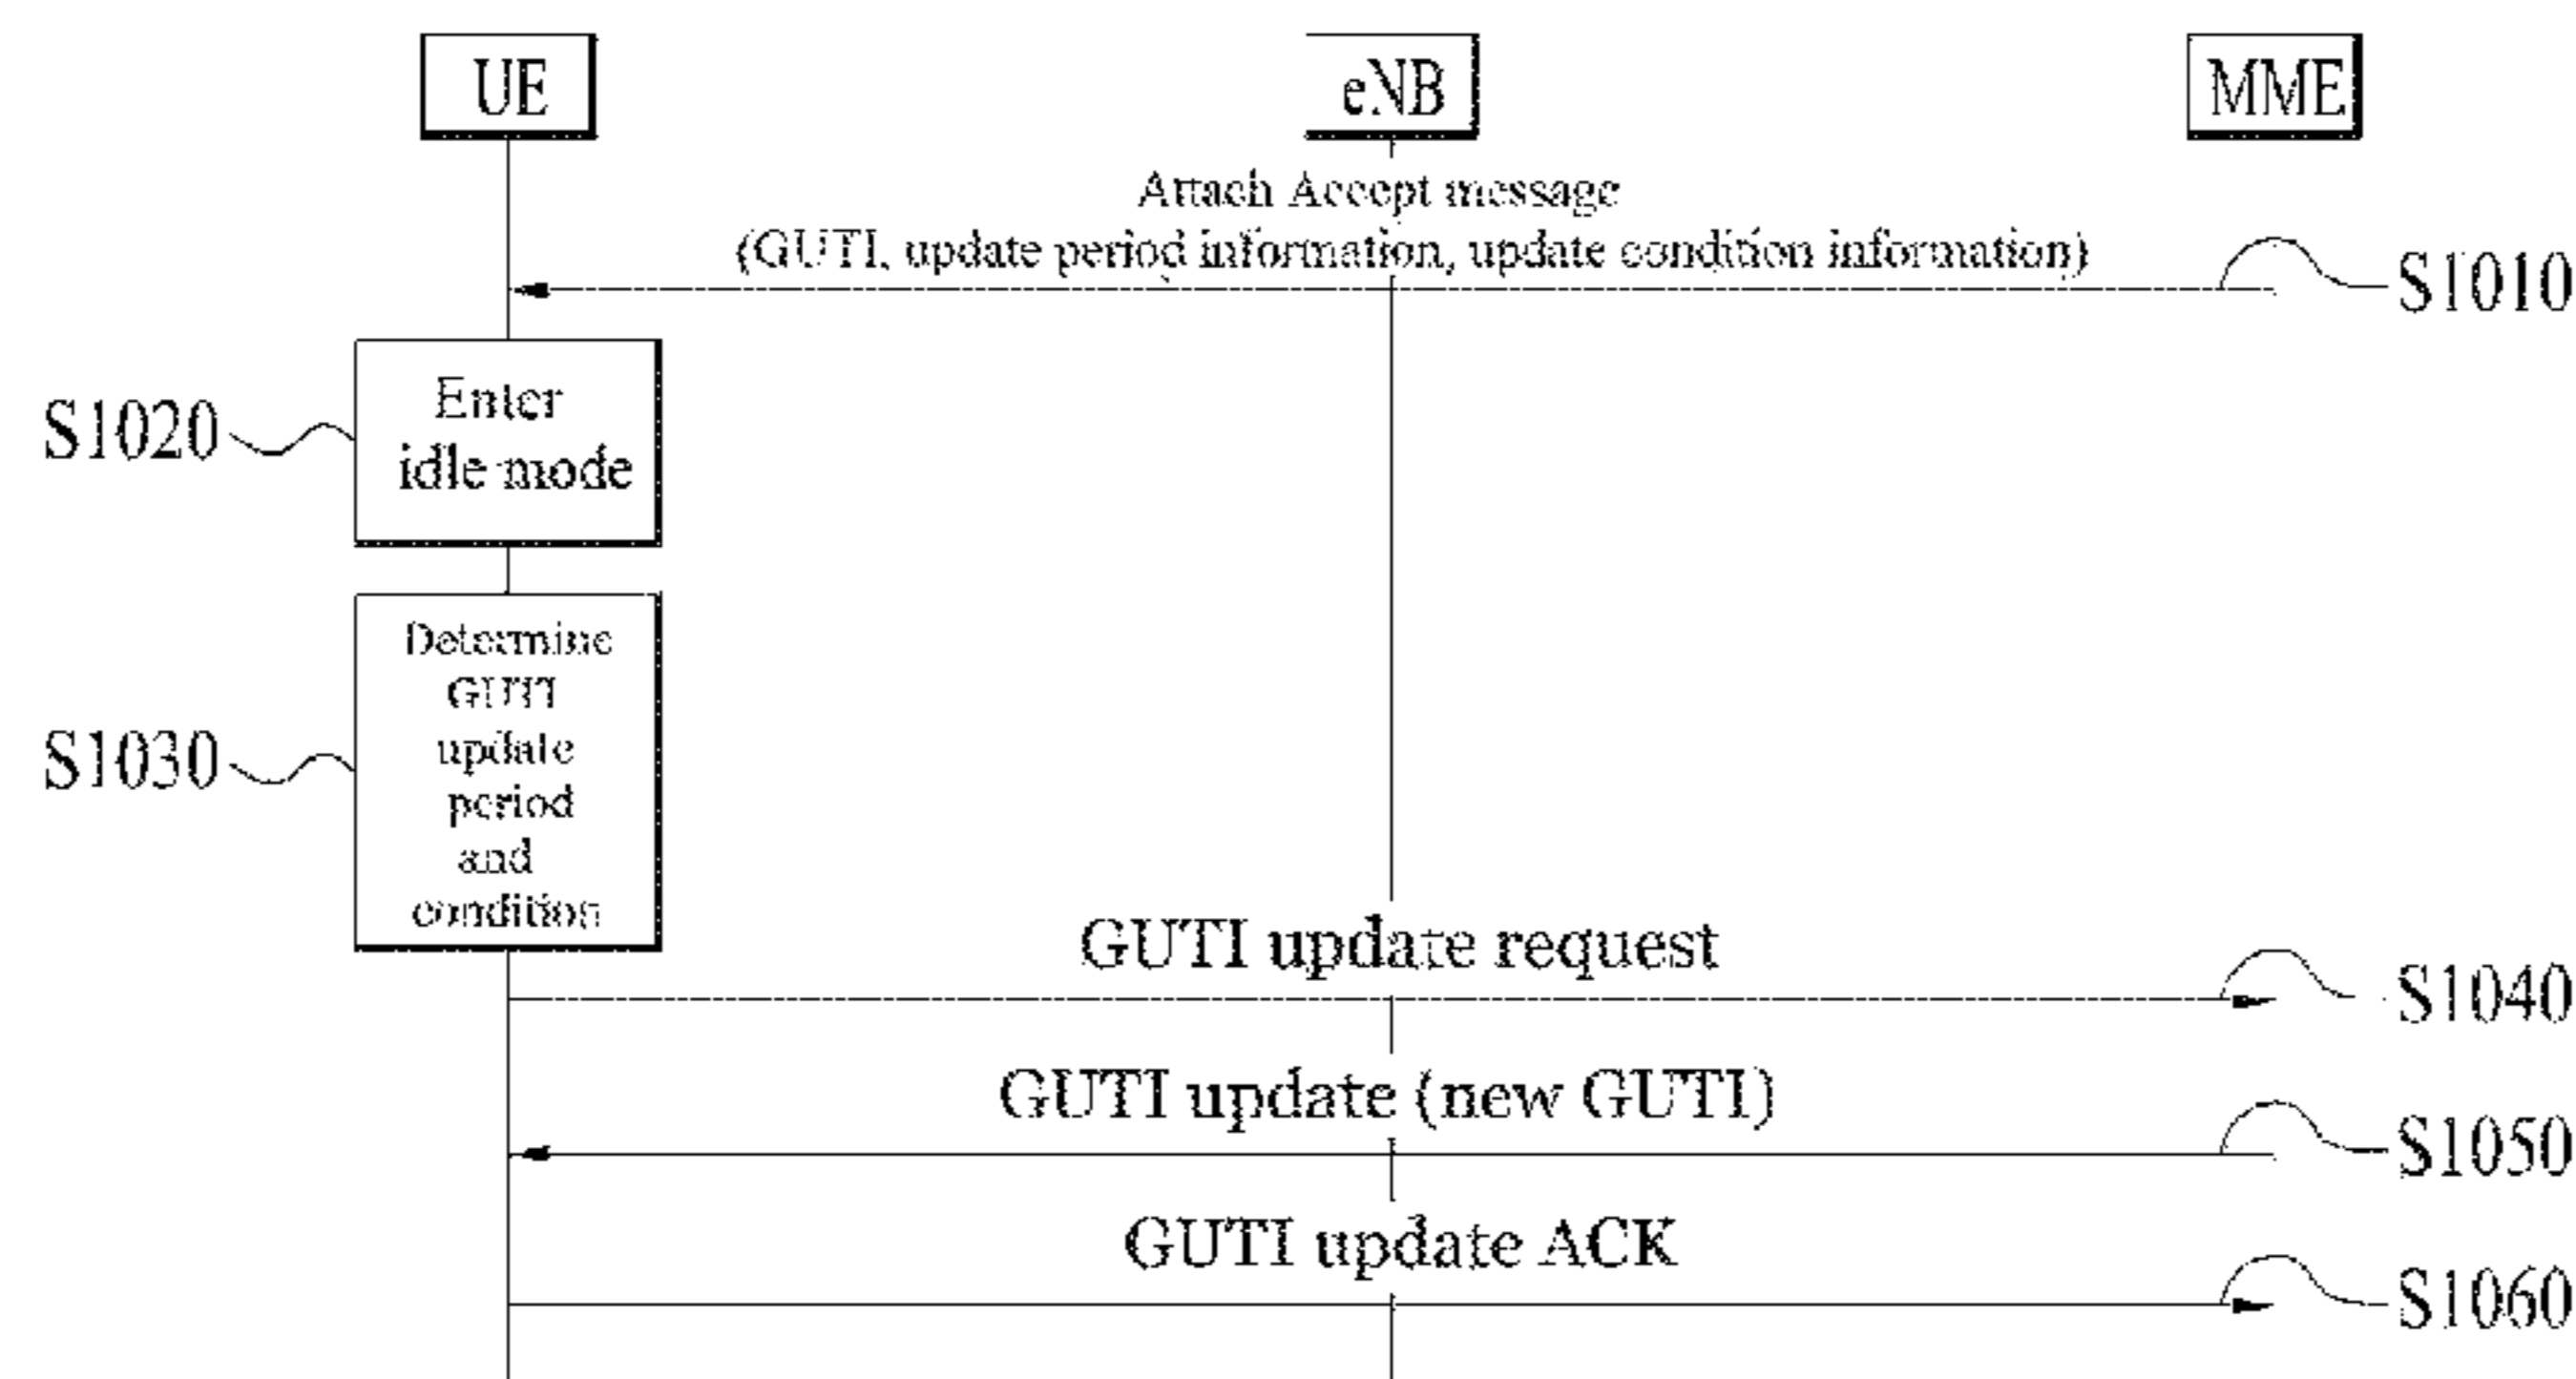 UE
eNB
MME
Attach Accept message
(GUTI, update period information, update condition information)
S1010
S1020
Enter
idle mode
S1030
Determine
GUTI
update
period
and
condition
GUTI update request
S1040
GUTI update (new GUTI)
S1050
GUTI update ACK
S1060